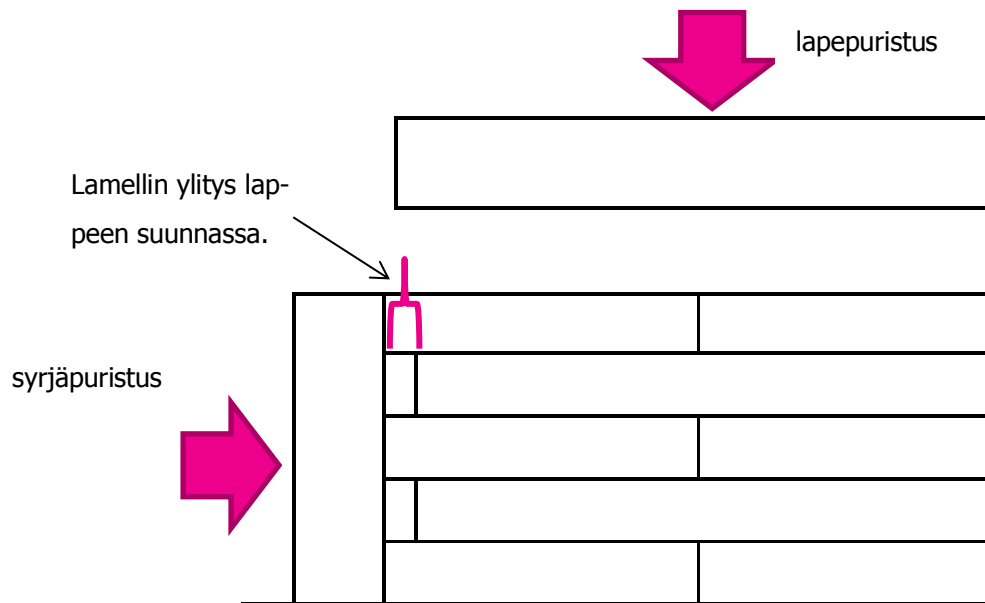 lapepuristus
Lamellin ylitys lap-
peen suunnassa.
syrjäpuristus